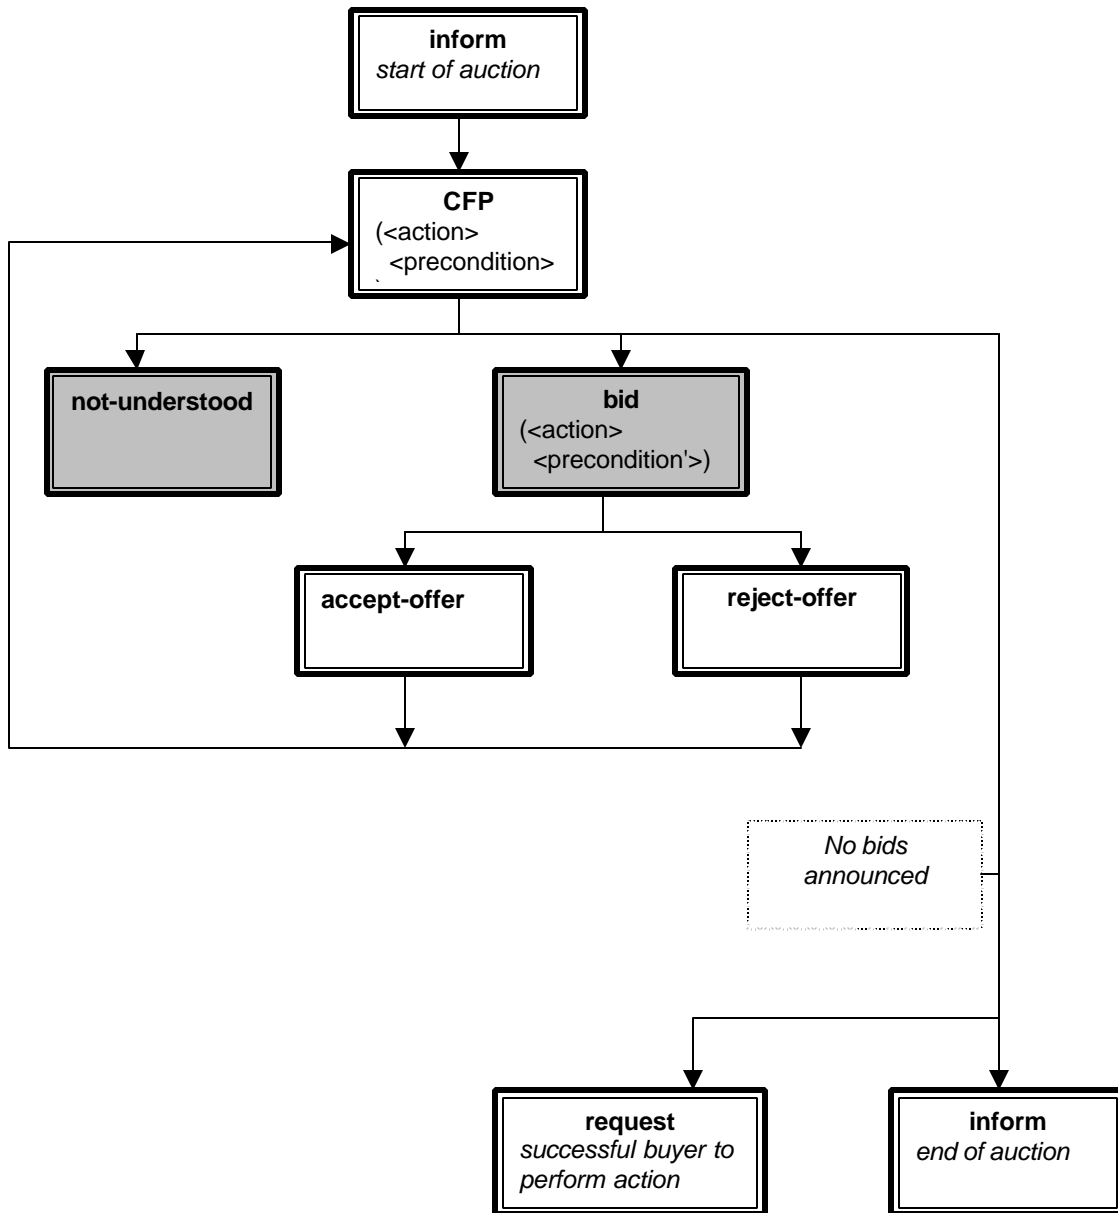 inform
start of auction
CFP
(<action>
<precondition>
not-understood
bid
(<action>
<precondition'>)
accept-offer
reject-offer
No bids
announced
request
successful buyer to
perform action
inform
end of auction